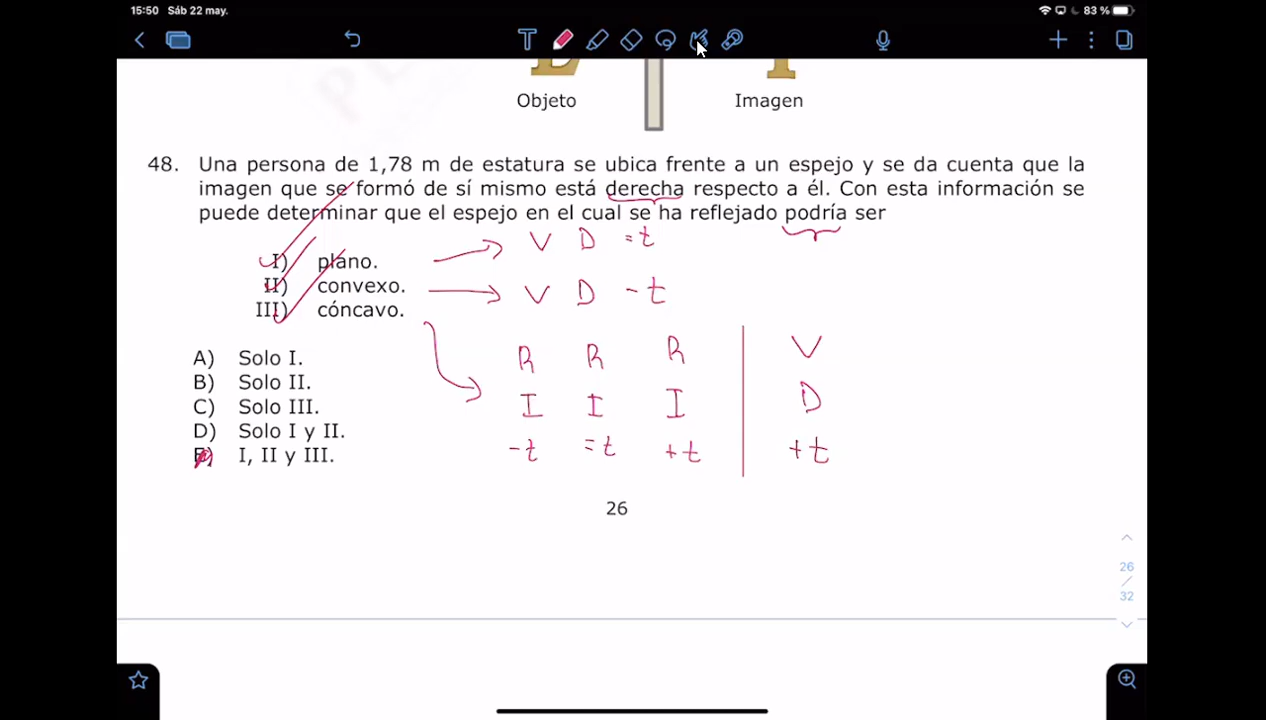 15:50 Sáb 22 may. 83 %
Objeto Imagen
48. Una persona de 1,78 m de estatura se ubica frente a un espejo y se da cuenta que la
imagen que se formó de sí mismo está derecha respecto a él. Con esta información se
puede determinar que el espejo en el cual se ha reflejado podría ser
V D =t
I) plano.
II) convexo. V D -t
III) cóncavo.
R R R V
A) Solo I.
B) Solo II.
I I I D
C) Solo III.
D) Solo I y II.
-t =t +t +t
E) I, II y III.
26
26
/
32